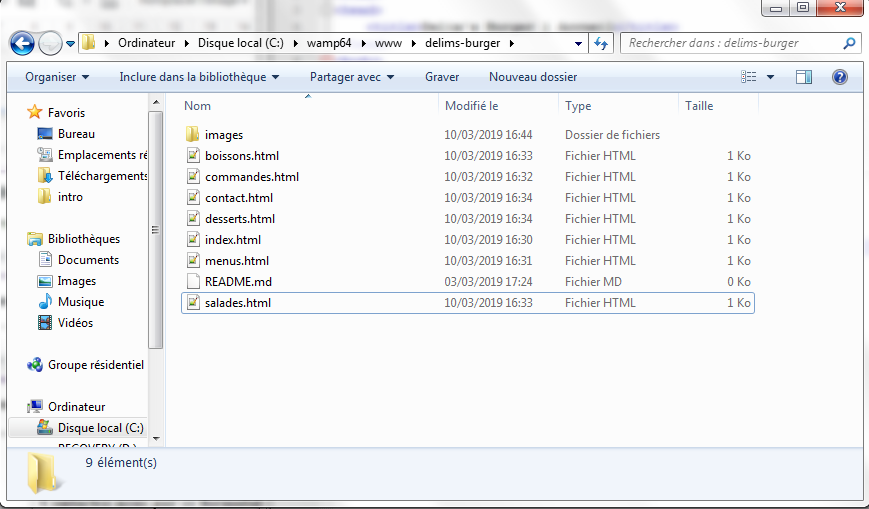 Ordinateur Disque local (C:) wamp64 www delims-burger Rechercher dans : delims-burger
Organiser Inclure dans la bibliothèque Partager avec Graver Nouveau dossier
Favoris
Bureau
Emplacements ré
Téléchargements
intro
Bibliothèques
Documents
Images
Musique
Vidéos
Groupe résidentiel
Ordinateur
Disque local (C:)
RECOVERY (D:)
Nom Modifié le Type Taille
images 10/03/2019 16:44 Dossier de fichiers
boissons.html 10/03/2019 16:33 Fichier HTML 1 Ko
commandes.html 10/03/2019 16:32 Fichier HTML 1 Ko
contact.html 10/03/2019 16:34 Fichier HTML 1 Ko
desserts.html 10/03/2019 16:34 Fichier HTML 1 Ko
index.html 10/03/2019 16:30 Fichier HTML 1 Ko
menus.html 10/03/2019 16:31 Fichier HTML 1 Ko
README.md 03/03/2019 17:24 Fichier MD 0 Ko
salades.html 10/03/2019 16:33 Fichier HTML 1 Ko
9 élément(s)